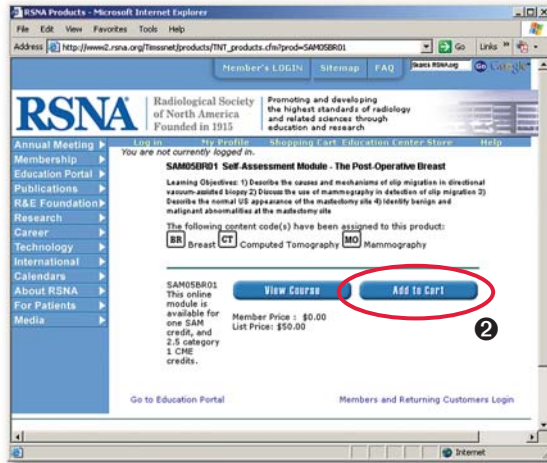 RSNA Products - Microsoft Internet Explorer
File Edit View Favorites Tools Help
Address http://www2.rsna.org/Timssnet/products/TNT_products.cfm?prod=SAM05BR01 Go Links »
Member's LOGIN Sitemap FAQ Search RSNA.org Go Google
RSNA
Radiological Society
of North America
Founded in 1915
Promoting and developing
the highest standards of radiology
and related sciences through
education and research
Log in My Profile Shopping Cart Education Center Store Help
Annual Meeting
Membership
Education Portal
Publications
R&E Foundation
Research
Career
Technology
International
Calendars
About RSNA
For Patients
Media
You are not currently logged in.
SAM05BR01 Self-Assessment Module - The Post-Operative Breast
Learning Objectives: 1) Describe the causes and mechanisms of clip migration in directional
vacuum-assisted biopsy 2) Discuss the use of mammography in detection of clip migration 3)
Describe the normal US appearance of the mastectomy site 4) Identify benign and
malignant abnormalities at the mastectomy site
The following content code(s) have been assigned to this product:
BR Breast CT Computed Tomography MO Mammography
SAM05BR01
This online
module is
available for
one SAM
credit, and
2.5 category
1 CME
credits.
View Course Add to Cart
Member Price : $0.00
List Price: $50.00
2
Go to Education Portal Members and Returning Customers Login
Internet